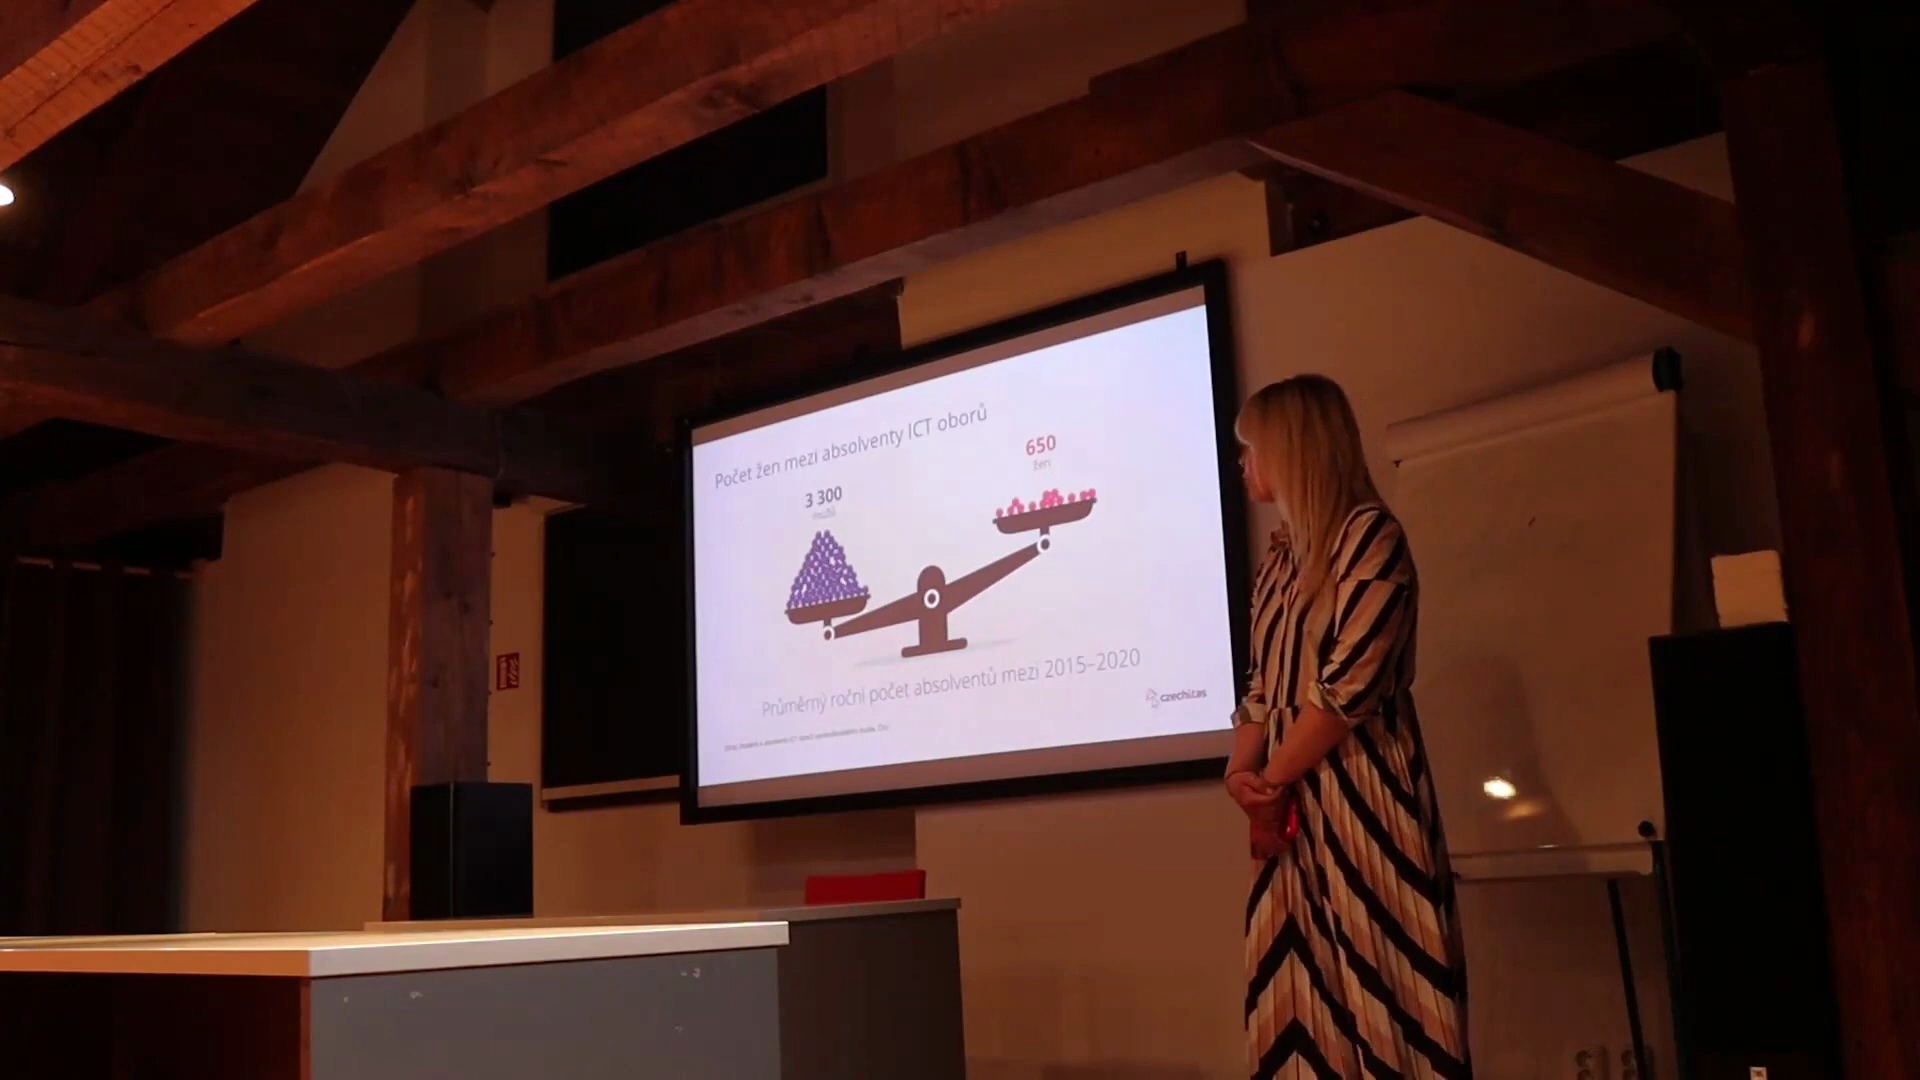 Počet žen mezi absolventy ICT oborů
3 300
mužů
650
žen
Průměrný roční počet absolventů mezi 2015–2020
czechitas